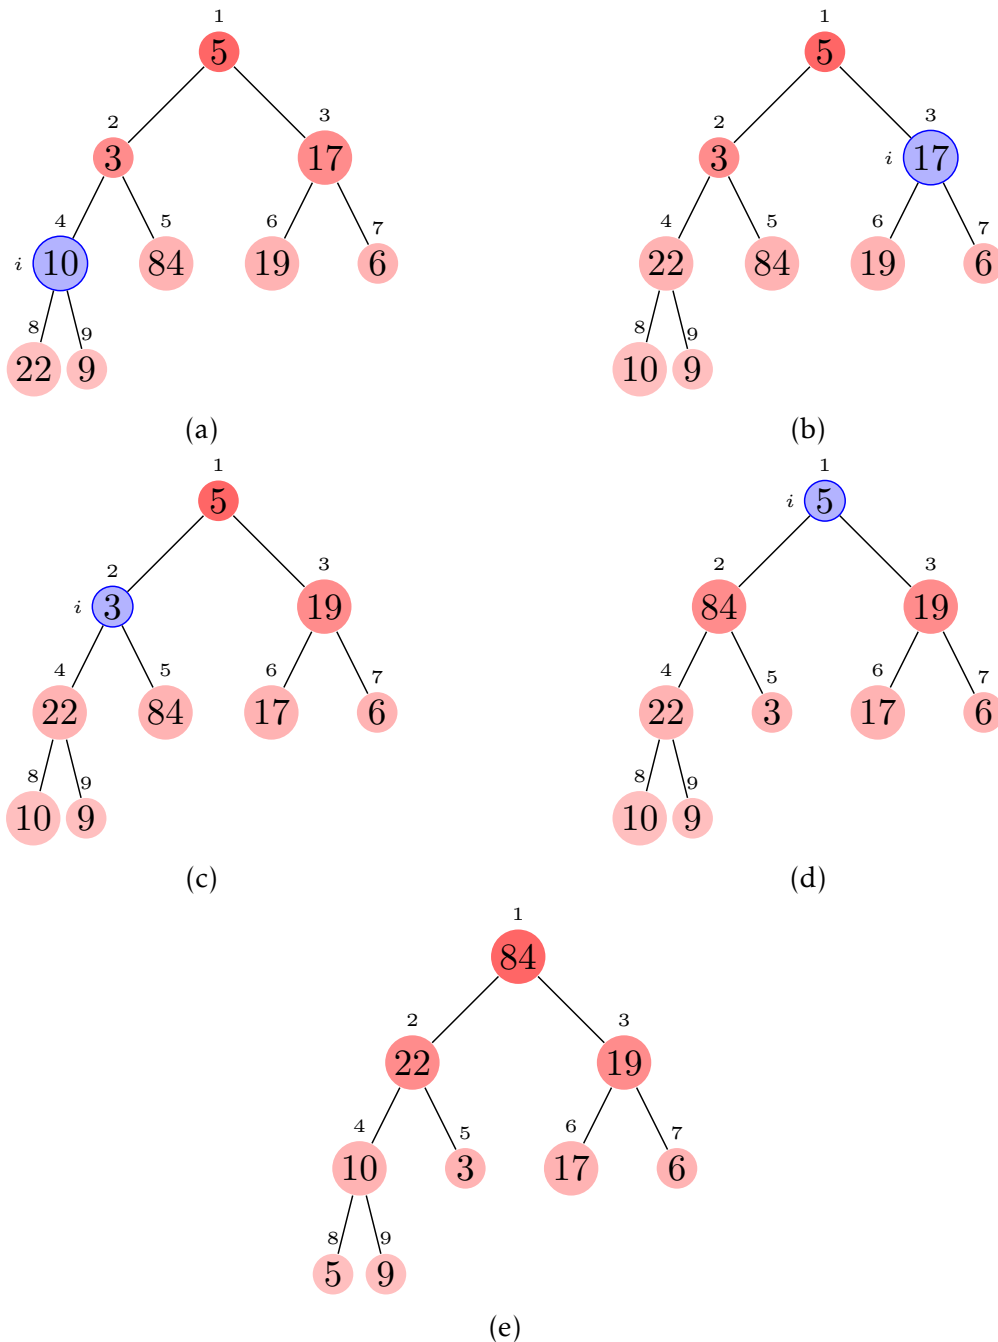 1 1
5 5
2 3 2 3
3 17 3 i 17
4 5 6 7 4 5 6 7
i 10 84 19 6 22 84 19 6
8 9 8 9
22 9 10 9
(a) (b)
1 1
5 i 5
2 3 2 3
i 3 19 84 19
4 5 6 7 4 5 6 7
22 84 17 6 22 3 17 6
8 9 8 9
10 9 10 9
(c) (d)
1
84
2 3
22 19
4 5 6 7
10 3 17 6
8 9
5 9
(e)